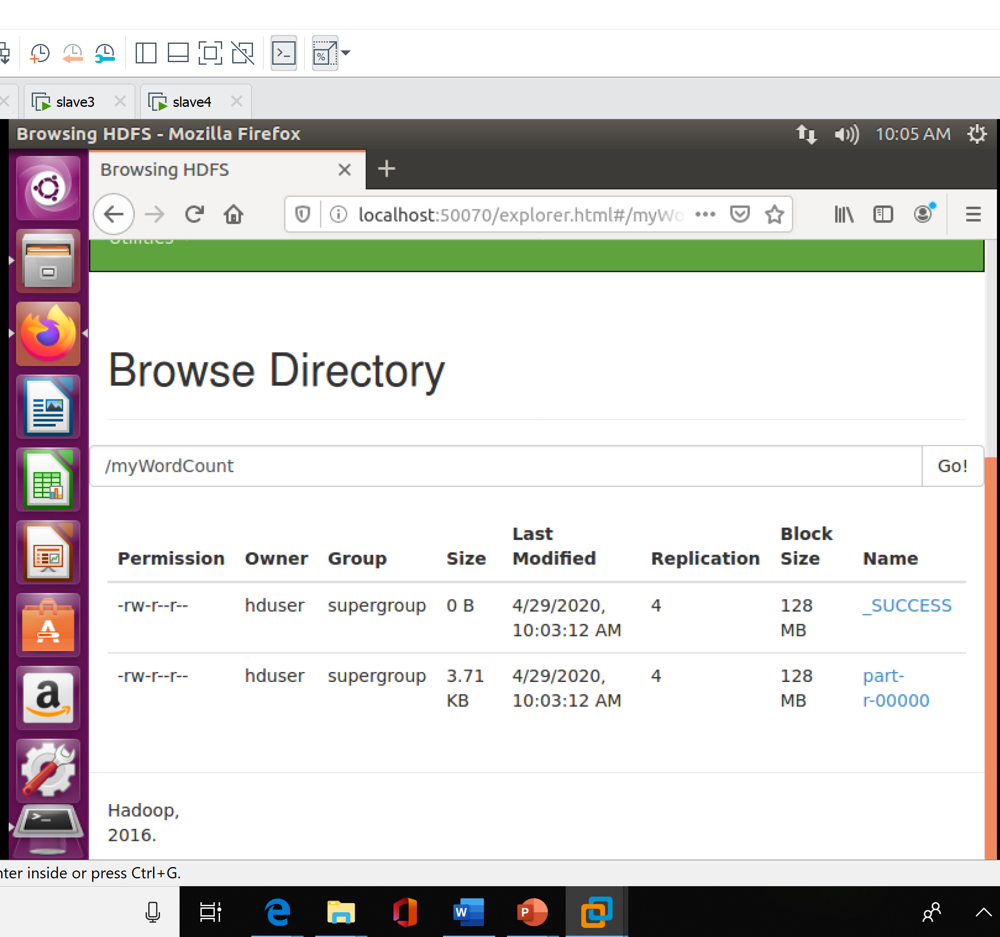 %
slave3
slave4
Browsing HDFS - Mozilla Firefox
10:05 AM
Browsing HDFS
localhost:50070/explorer.html#/myWo
Utilities
Browse Directory
/myWordCount
Go!
Permission Owner Group Size Last Modified Replication Block Size Name
-rw-r--r-- hduser supergroup 0 B 4/29/2020, 10:03:12 AM 4 128 MB _SUCCESS
-rw-r--r-- hduser supergroup 3.71 KB 4/29/2020, 10:03:12 AM 4 128 MB part-r-00000
Hadoop,
2016.
inside or press Ctrl+G.